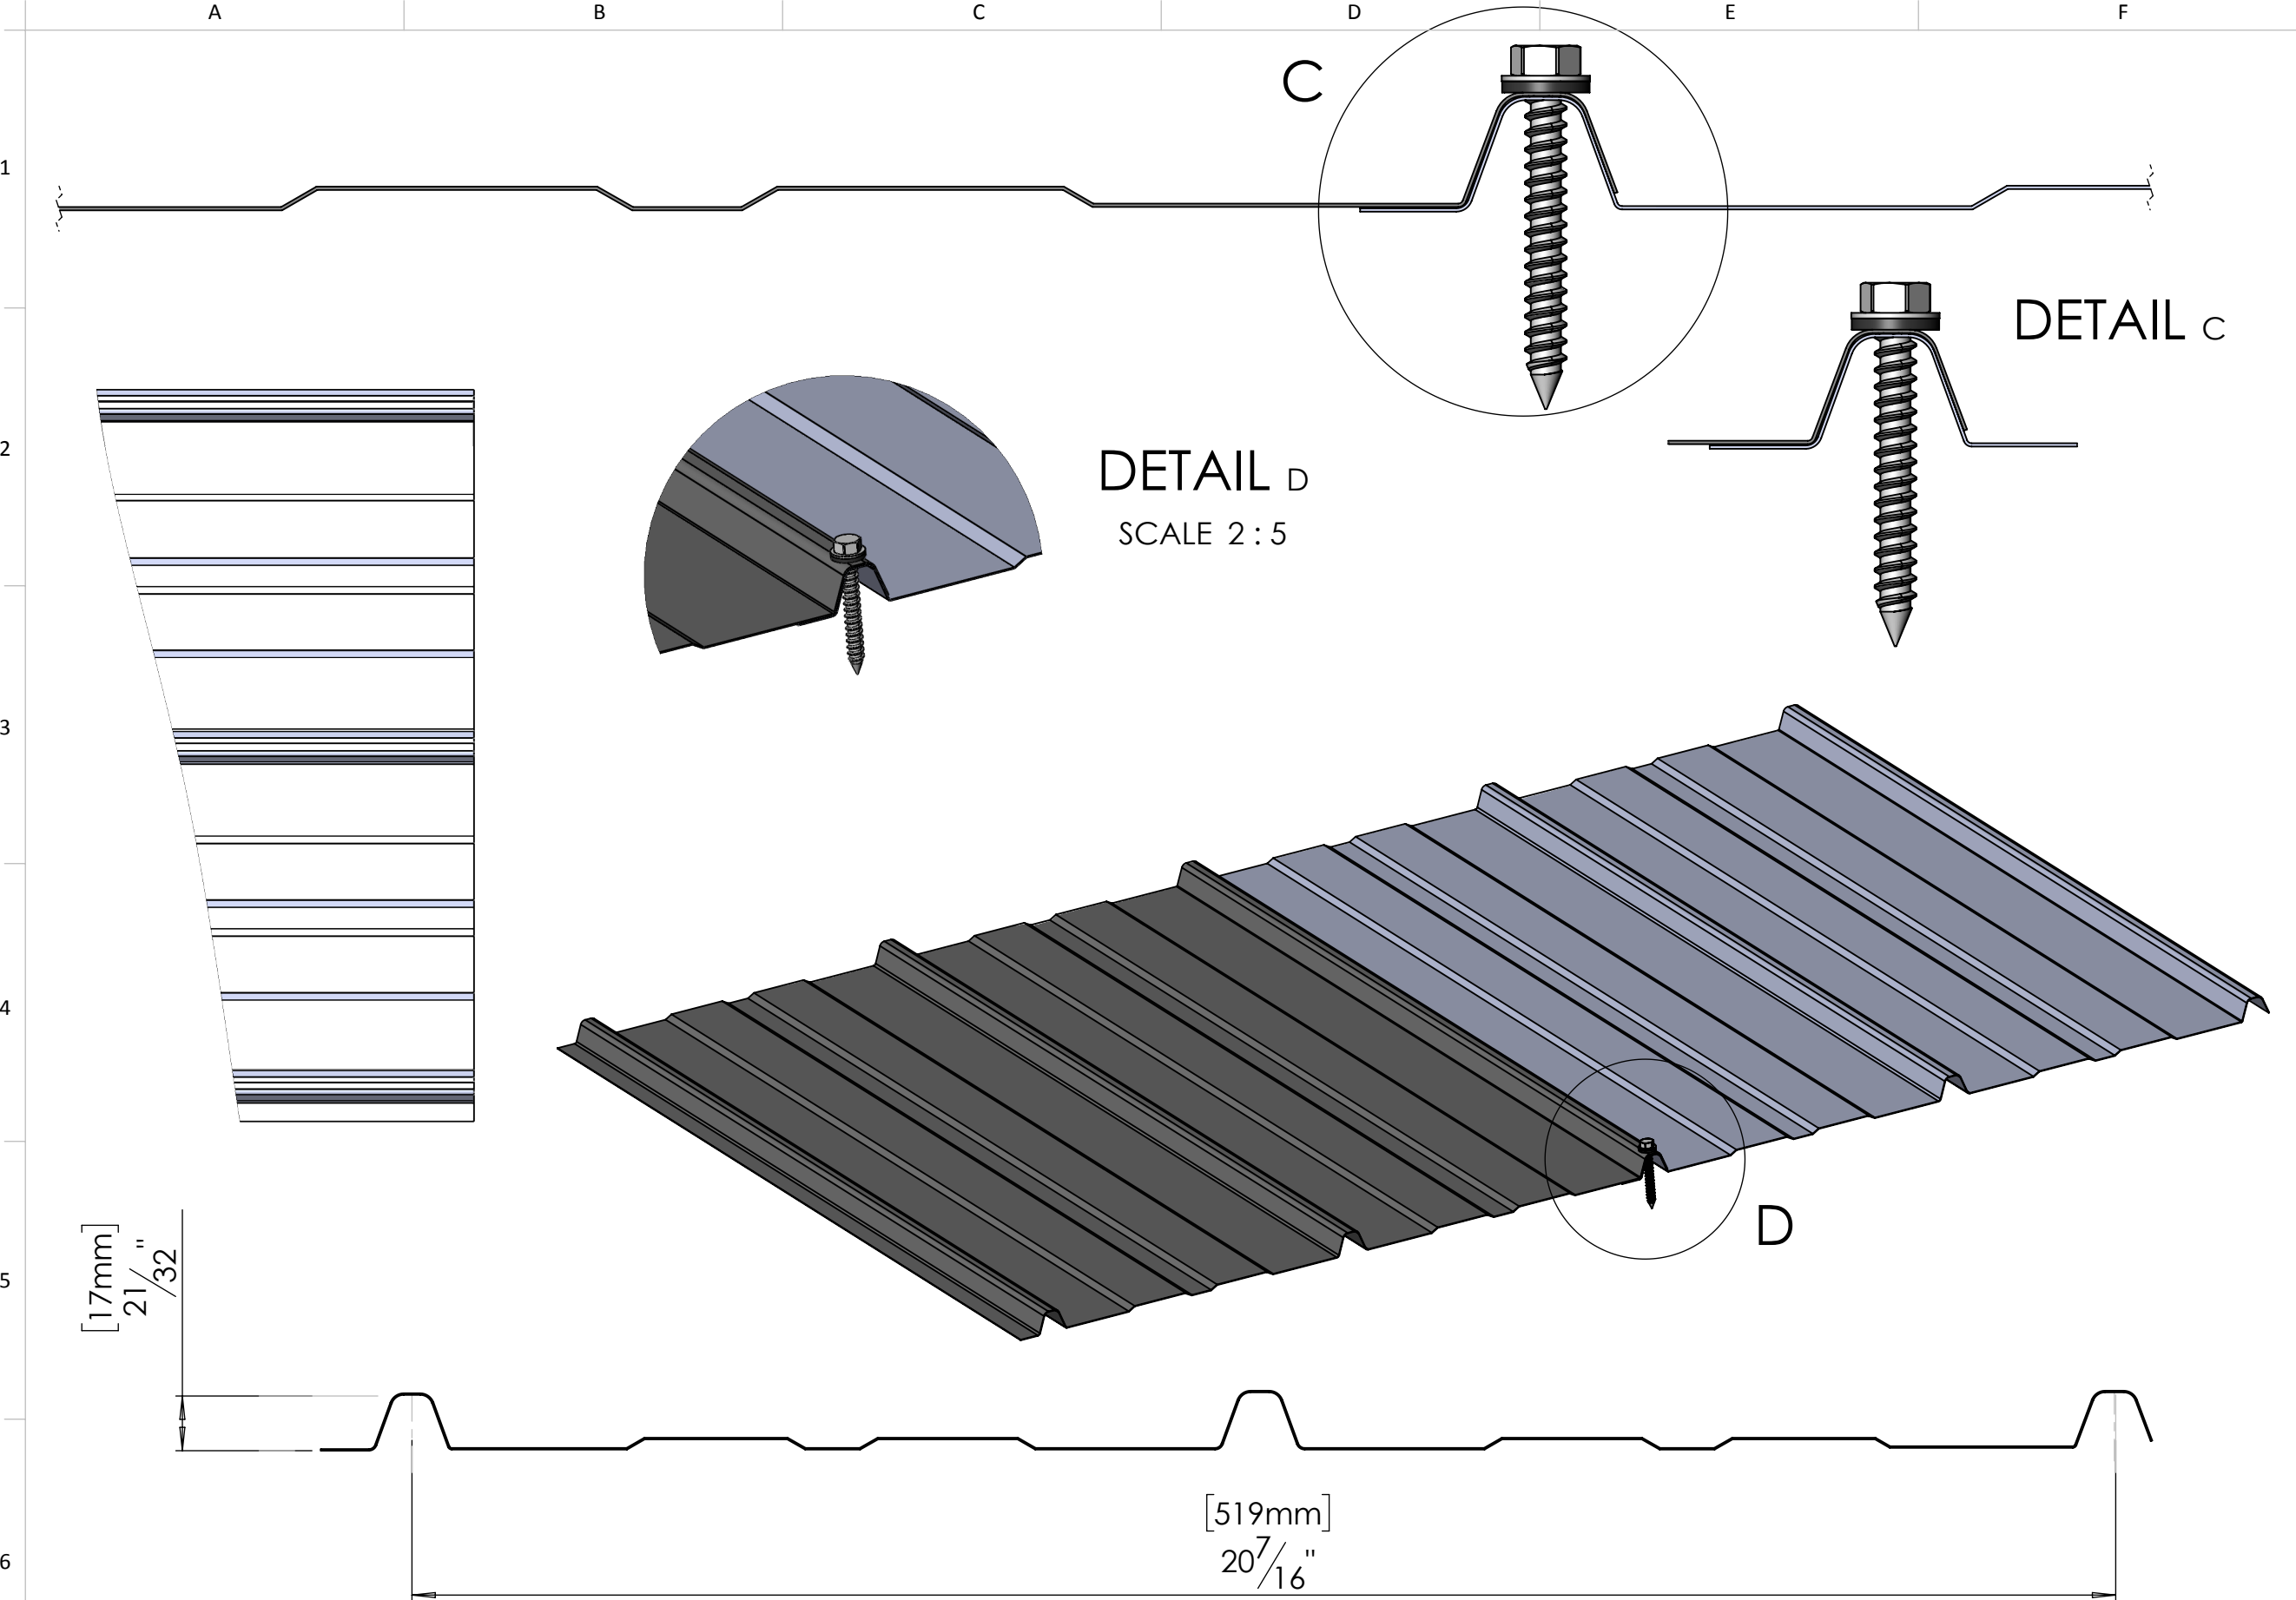 A B C D E F
1
C
DETAIL C
2
DETAIL D
SCALE 2 : 5
3
4
D
5
[17mm]
21/32"
[519mm]
20 7/16"
6